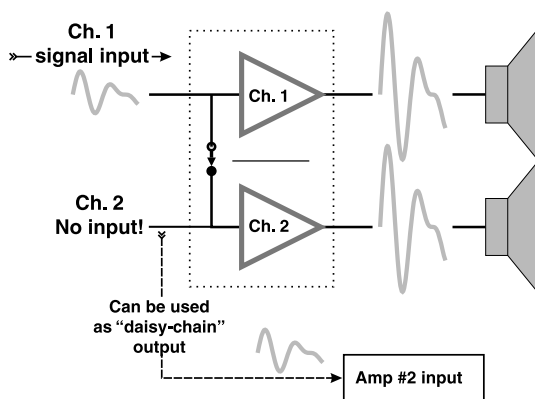 Ch. 1
signal input
Ch. 1
Ch. 2
No input!
Ch. 2
Can be used
as “daisy-chain”
output
Amp #2 input